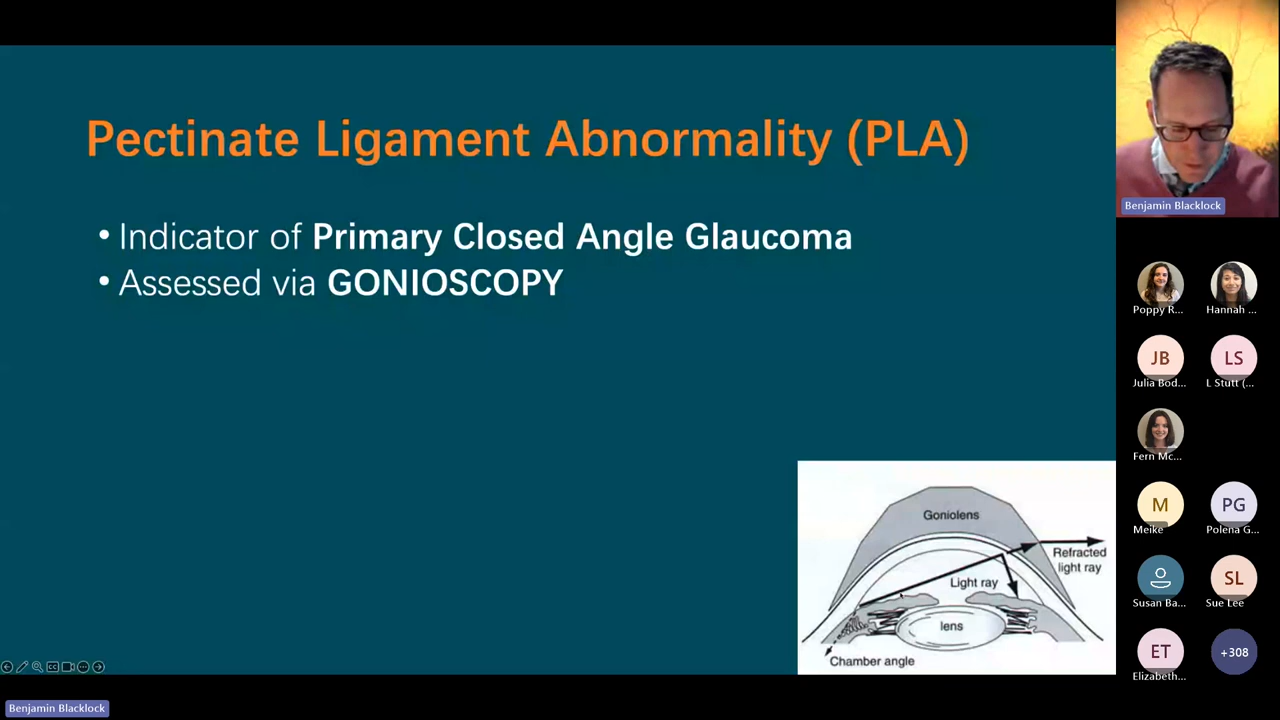 Pectinate Ligament Abnormality (PLA)
• Indicator of Primary Closed Angle Glaucoma
• Assessed via GONIOSCOPY
Goniolens
Refracted
light ray
Light ray
lens
Chamber angle
Benjamin Blacklock
Poppy R...
Hannah ...
JB
LS
Julia Bod...
L Stutt (...
Fern Mc...
M
PG
Meike
Polena G...
SL
Susan Ba...
Sue Lee
ET
+308
Elizabeth...
CC
Benjamin Blacklock